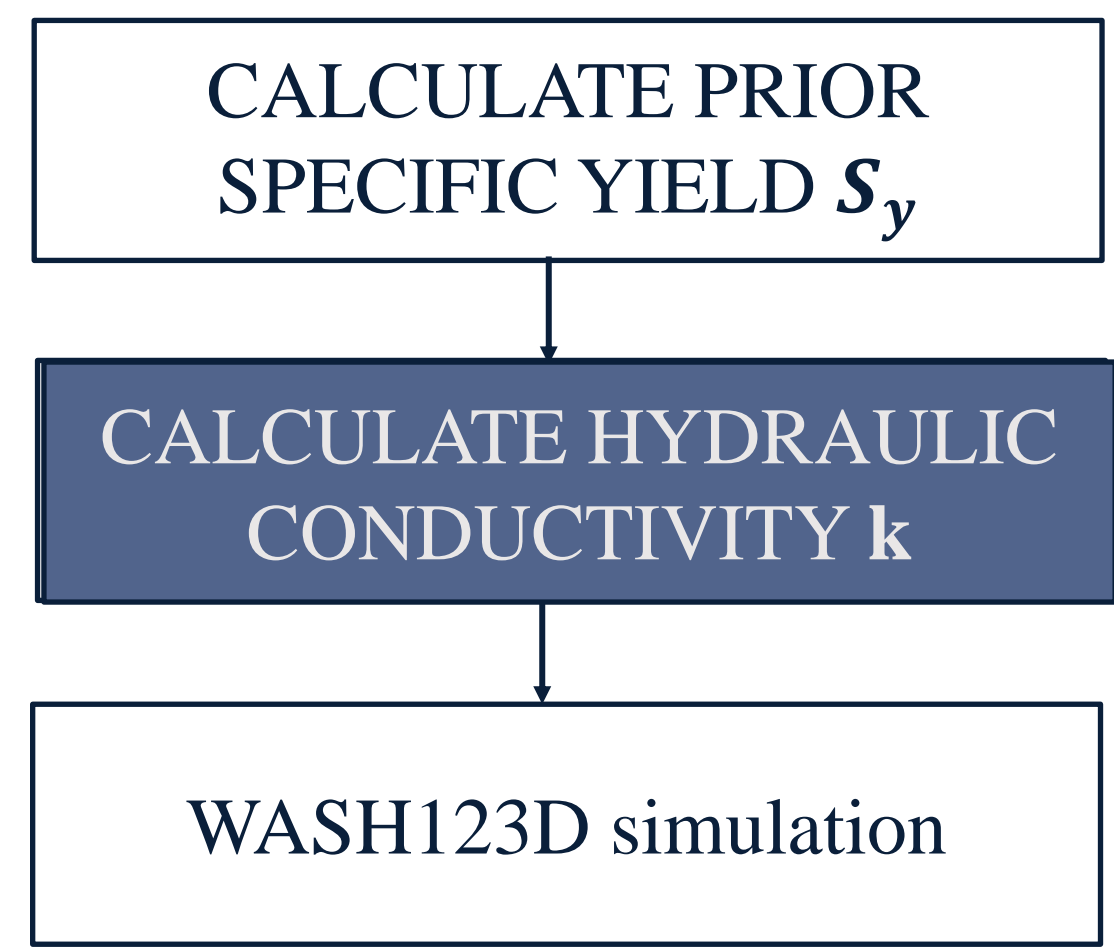 CALCULATE PRIOR
SPECIFIC YIELD S_y
CALCULATE HYDRAULIC
CONDUCTIVITY k
WASH123D simulation